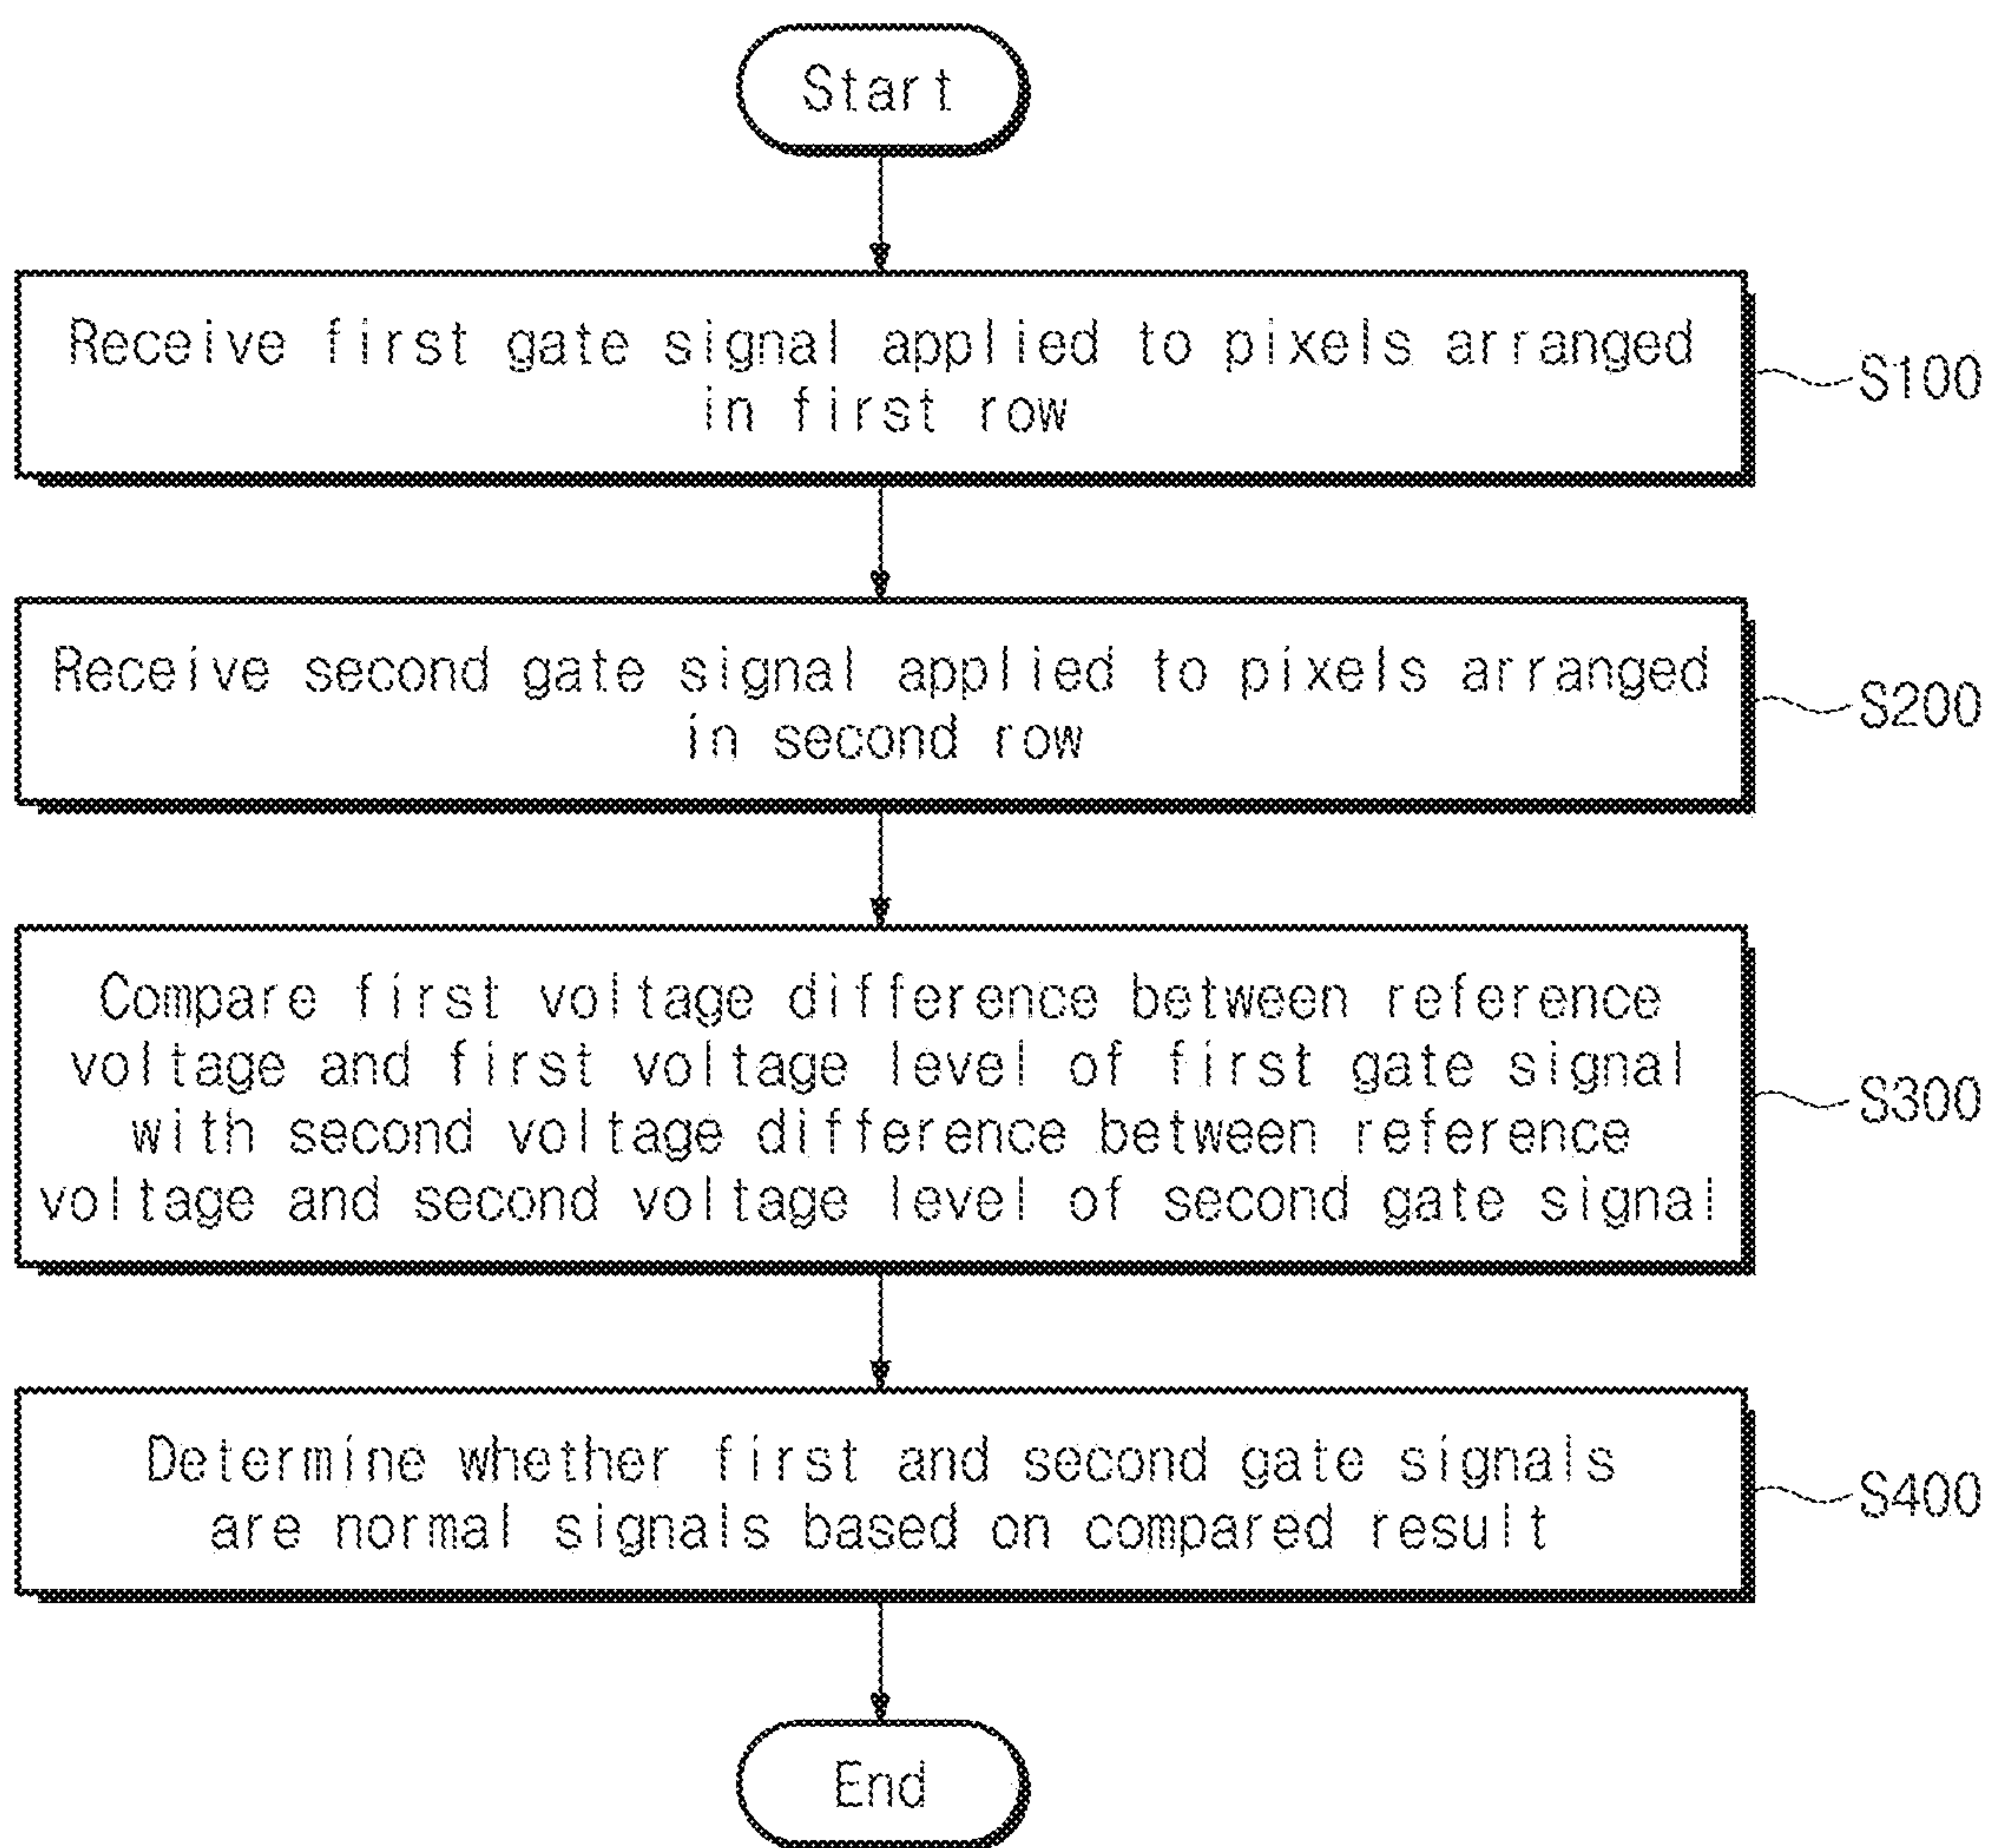 Start
Receive first gate signal applied to pixels arranged
in first row
S100
Receive second gate signal applied to pixels arranged
in second row
S200
Compare first voltage difference between reference
voltage and first voltage level of first gate signal
with second voltage difference between reference
voltage and second voltage level of second gate signal
S300
Determine whether first and second gate signals
are normal signals based on compared result
S400
End